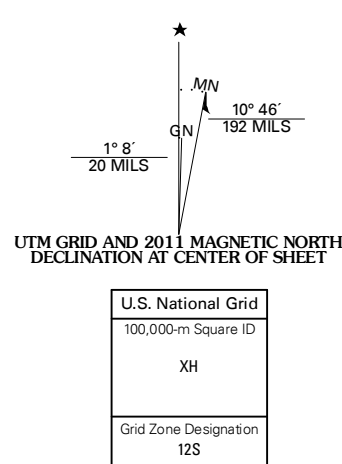 ★
MN
10° 46´
192 MILS
GN
1° 8´
20 MILS
UTM GRID AND 2011 MAGNETIC NORTH
DECLINATION AT CENTER OF SHEET
U.S. National Grid
100,000-m Square ID
XH
Grid Zone Designation
12S